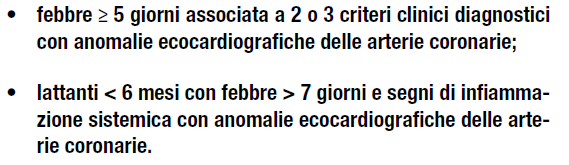 • febbre ≥ 5 giorni associata a 2 o 3 criteri clinici diagnostici
con anomalie ecocardiografiche delle arterie coronarie;
• lattanti < 6 mesi con febbre > 7 giorni e segni di infiamma-
zione sistemica con anomalie ecocardiografiche delle arte-
rie coronarie.